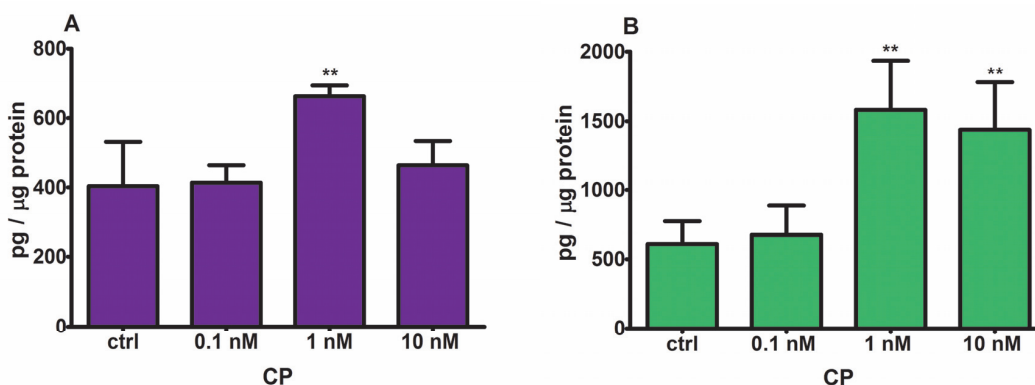 A
800
600
400
200
0
pg / µg protein
**
ctrl 0.1 nM 1 nM 10 nM
CP
B
2000
1500
1000
500
0
pg / µg protein
**
**
ctrl 0.1 nM 1 nM 10 nM
CP